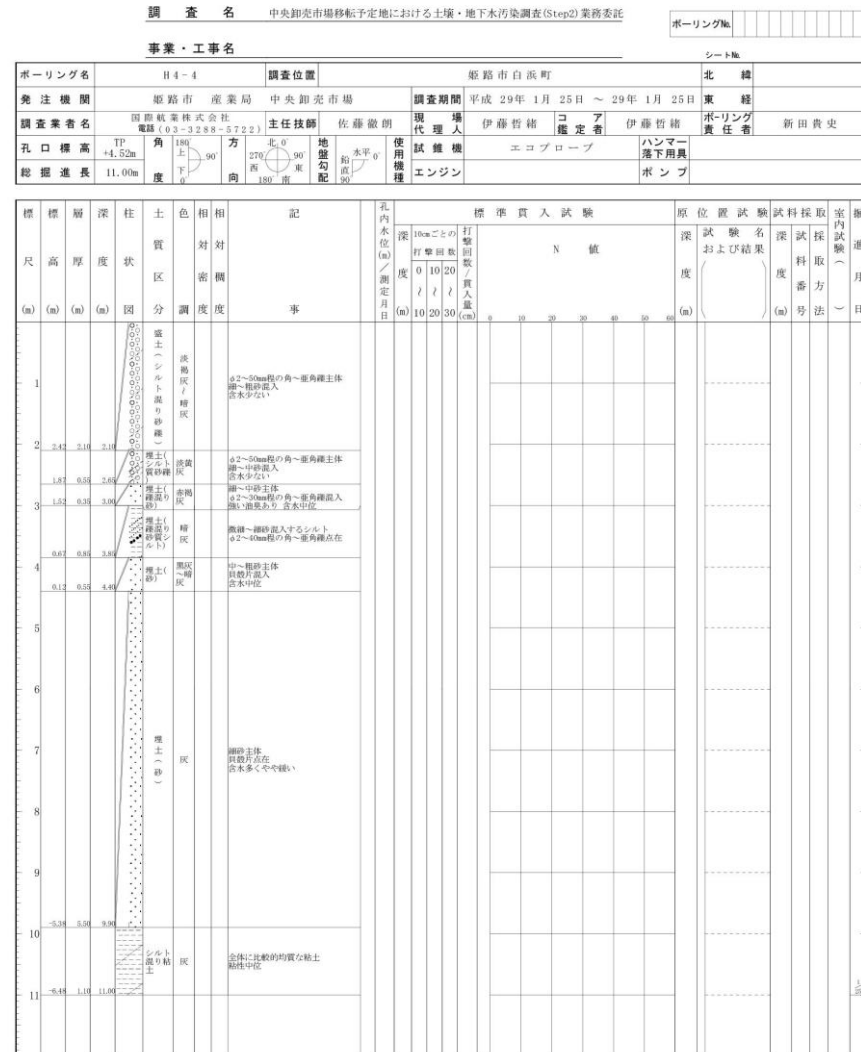 調査名 中央卸売市場移転予定地における土壌・地下水汚染調査(Step2)業務委託
ボーリングNo.
事業・工事名
シートNo.
ボーリング名 H4-4 調査位置 姫路市白浜町 北緯
発注機関 姫路市 産業局 中央卸売市場 調査期間 平成 29年 1月 25日 ~ 29年 1月 25日 東経
調査業者名 国際航業株式会社 電話(03-3288-5722) 主任技師 佐藤徹朗 現場代理人 伊藤哲緒 コア鑑定者 伊藤哲緒 ボーリング責任者 新田貴史
孔口標高 TP +4.52m 角度 180° 上 90° 下 0° 方向 北 0° 270° 90° 西 東 180° 南 地盤勾配 水平 0° 鉛直 90° 使用機種 試錐機 エコプローブ ハンマー落下用具
総掘進長 11.00m エンジン ポンプ
標尺(m) 標高(m) 層厚(m) 深度(m) 柱状図 土質区分 色調 相対密度 相対稠度 記事 孔内水位(m)/測定月日 標準貫入試験 原位置試験 試料採取 室内試験() 掘進月日
深度(m) 10cmごとの打撃回数 0~10 10~20 20~30 打撃回数/貫入量(cm) N 値 深度(m) 試験名および結果() 深度(m) 試料番号 採取方法
0 10 20 30 40 50 60
1
盛土(シルト混り砂礫) 淡褐灰~暗灰
φ2~50mm程の角~亜角礫主体
細~粗砂混入
含水少ない
2 2.42 2.10 2.10
埋土(シルト質砂礫) 淡黄灰
φ2~50mm程の角~亜角礫主体
細~中砂混入
含水少ない
1.87 0.55 2.65
埋土(礫混り砂) 赤褐灰
細~中砂主体
φ2~30mm程の角~亜角礫混入
強い油臭あり 含水中位
3 1.52 0.35 3.00
埋土(礫混り砂質シルト) 暗灰
微細~細砂混入するシルト
φ2~40mm程の角~亜角礫点在
0.67 0.85 3.85
4
埋土(砂) 黒灰~暗灰
中~粗砂主体
貝殻片混入
含水中位
0.12 0.55 4.40
5
6
7
埋土(砂) 灰
細砂主体
貝殻片点在
含水多くやや緩い
8
9
-5.38 5.50 9.90
10
シルト混り粘土 灰
全体に比較的均質な粘土
粘性中位
11 -6.48 1.10 11.00